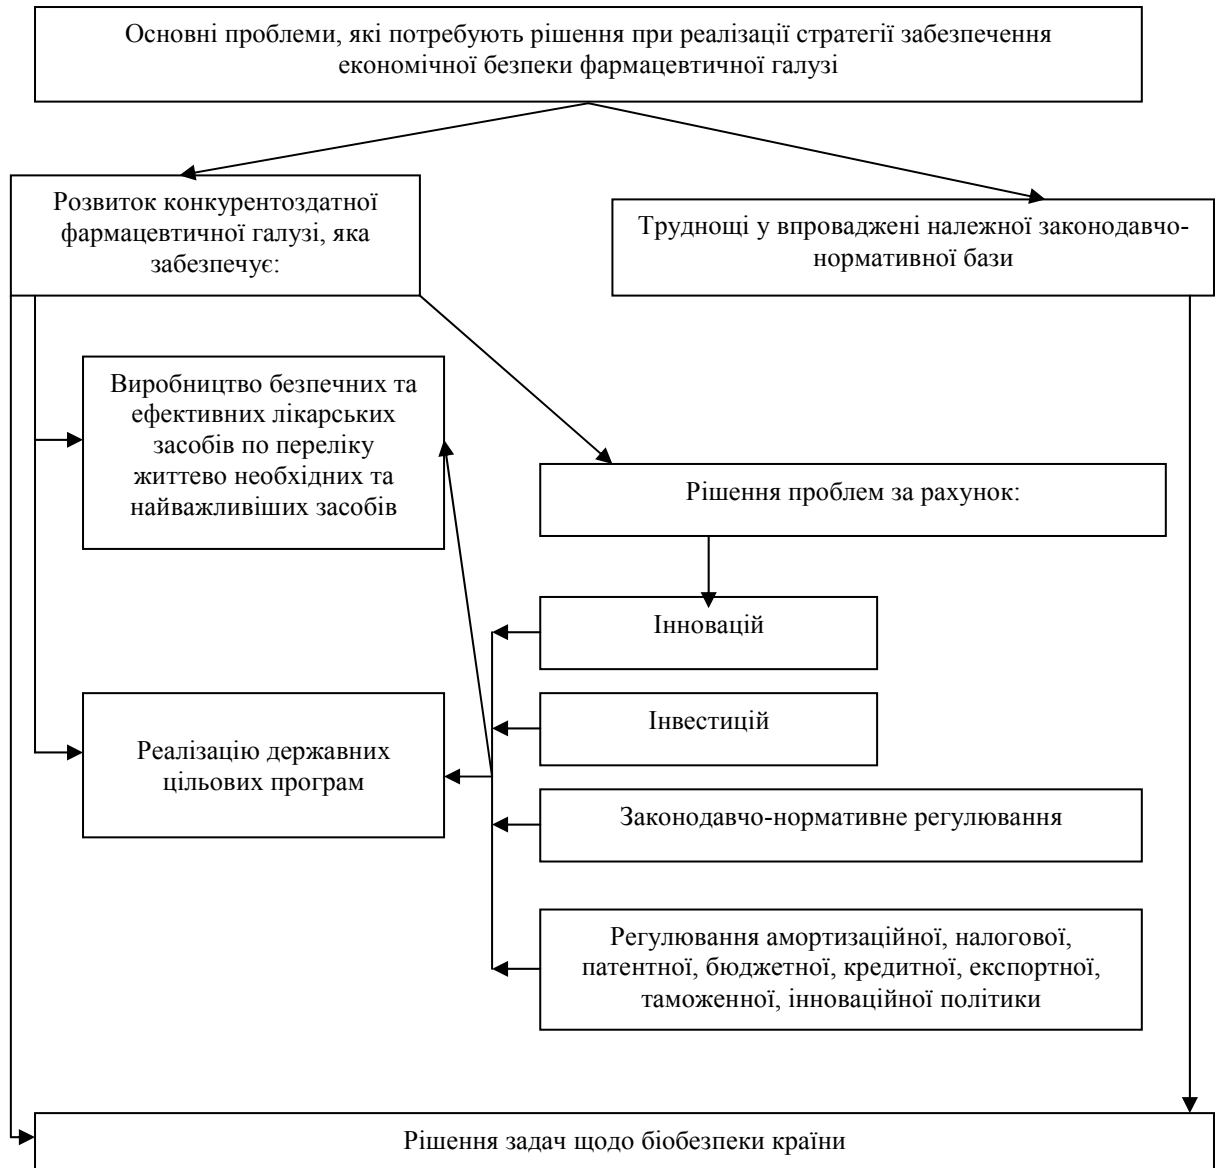 Основні проблеми, які потребують рішення при реалізації стратегії забезпечення
економічної безпеки фармацевтичної галузі
Розвиток конкурентоздатної
фармацевтичної галузі, яка
забезпечує:
Труднощі у впроваджені належної законодавчо-
нормативної бази
Виробництво безпечних та
ефективних лікарських
засобів по переліку
життево необхідних та
найважливіших засобів
Рішення проблем за рахунок:
Інновацій
Інвестицій
Реалізацію державних
цільових програм
Законодавчо-нормативне регулювання
Регулювання амортизаційної, налогової,
патентної, бюджетної, кредитної, експортної,
таможенної, інноваційної політики
Рішення задач щодо біобезпеки країни